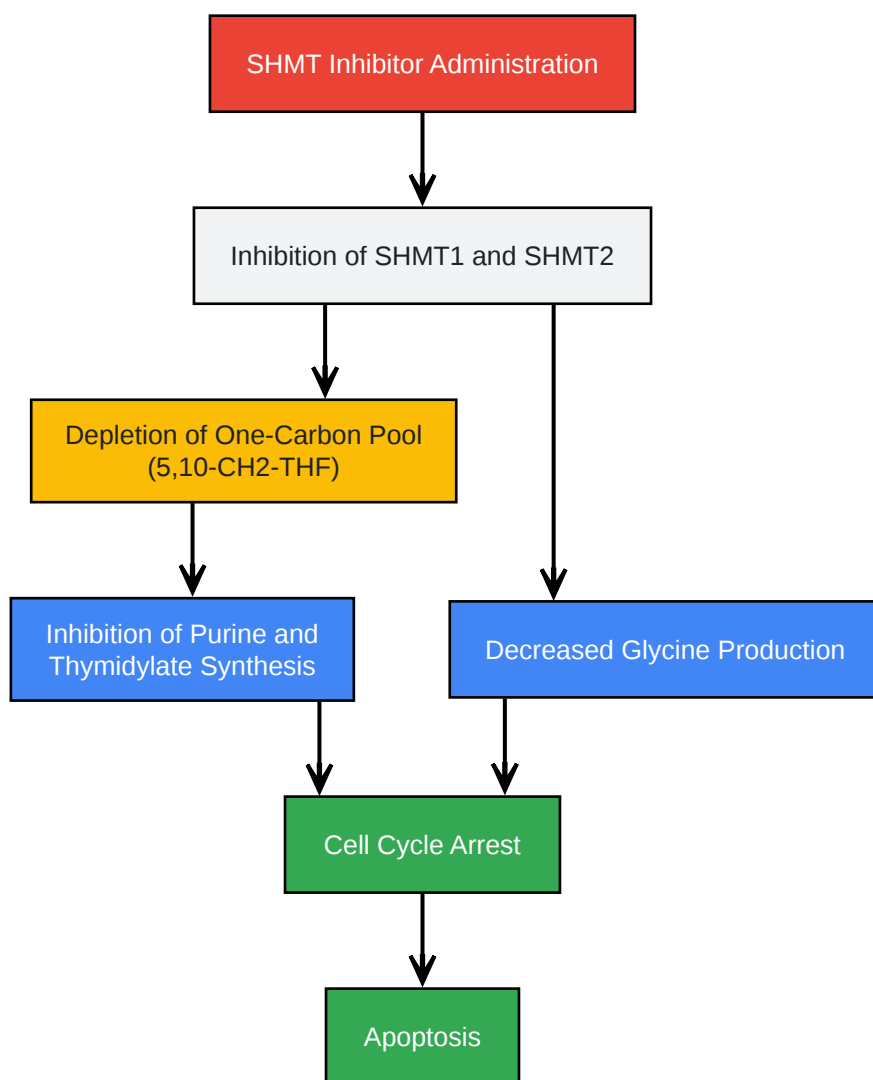 SHMT Inhibitor Administration
Inhibition of SHMT1 and SHMT2
Depletion of One-Carbon Pool
(5,10-CH2-THF)
Inhibition of Purine and
Thymidylate Synthesis
Decreased Glycine Production
Cell Cycle Arrest
Apoptosis